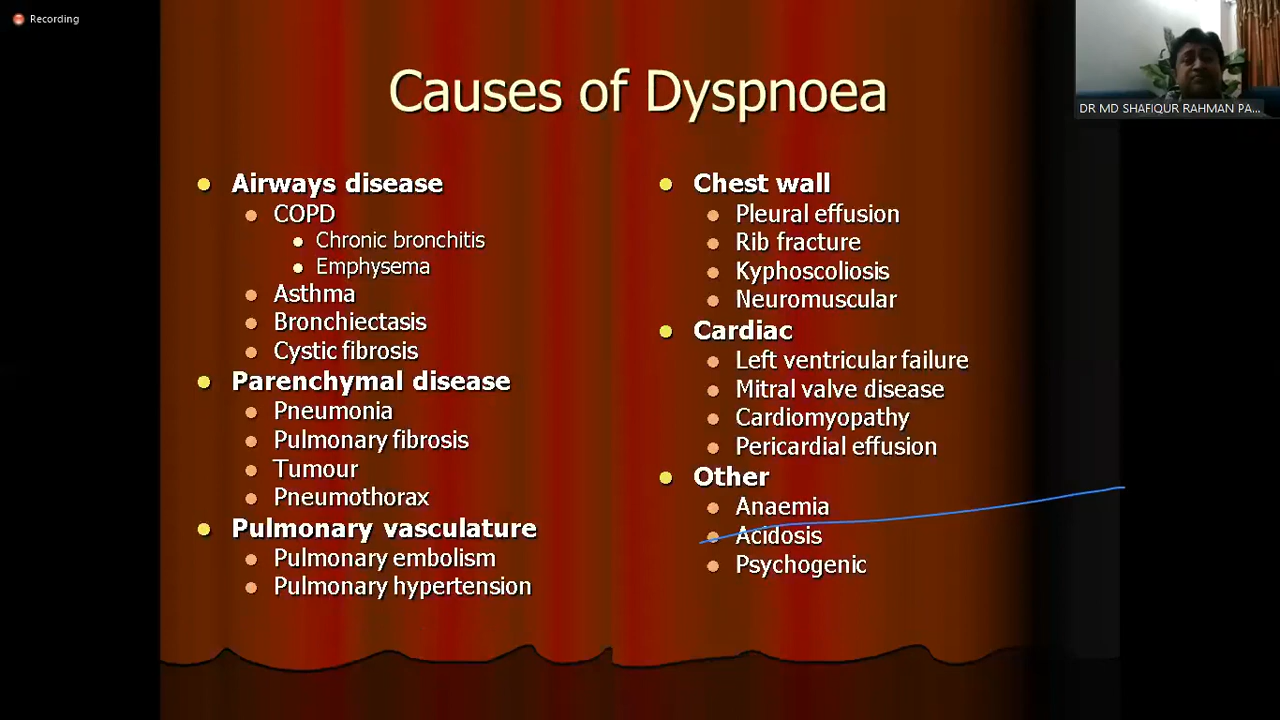 Recording
DR MD SHAFIQUR RAHMAN PA...
Causes of Dyspnoea
Airways disease
COPD
Chronic bronchitis
Emphysema
Asthma
Bronchiectasis
Cystic fibrosis
Parenchymal disease
Pneumonia
Pulmonary fibrosis
Tumour
Pneumothorax
Pulmonary vasculature
Pulmonary embolism
Pulmonary hypertension
Chest wall
Pleural effusion
Rib fracture
Kyphoscoliosis
Neuromuscular
Cardiac
Left ventricular failure
Mitral valve disease
Cardiomyopathy
Pericardial effusion
Other
Anaemia
Acidosis
Psychogenic